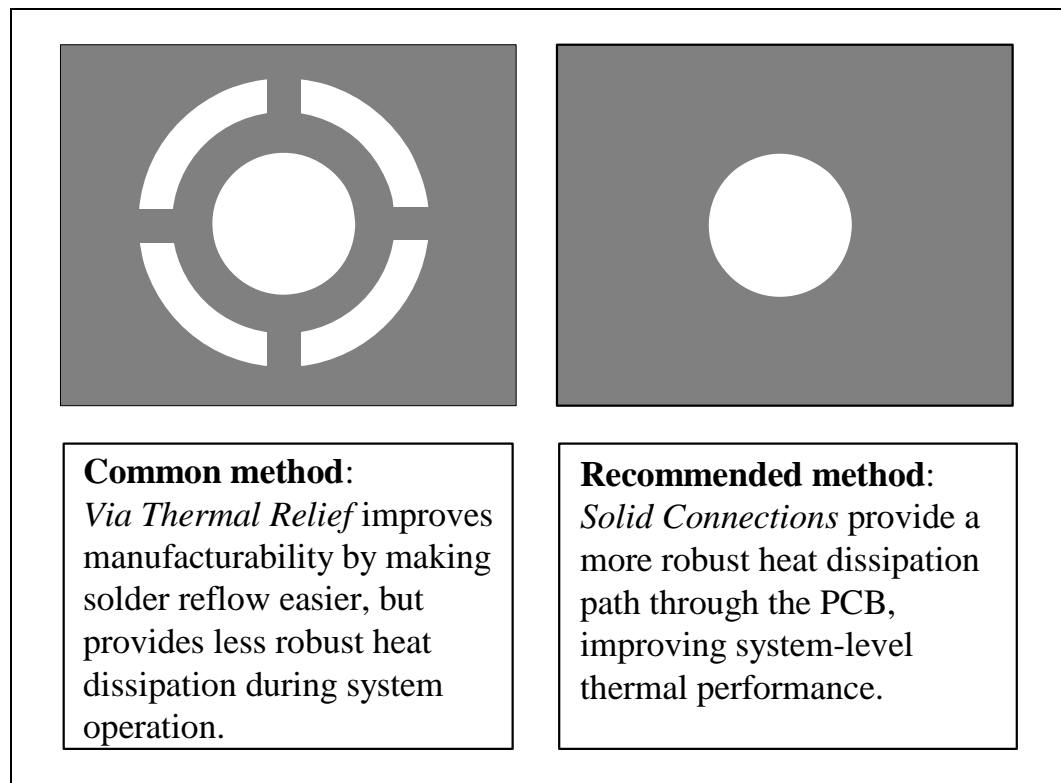 Common method:
Via Thermal Relief improves
manufacturability by making
solder reflow easier, but
provides less robust heat
dissipation during system
operation.
Recommended method:
Solid Connections provide a
more robust heat dissipation
path through the PCB,
improving system-level
thermal performance.